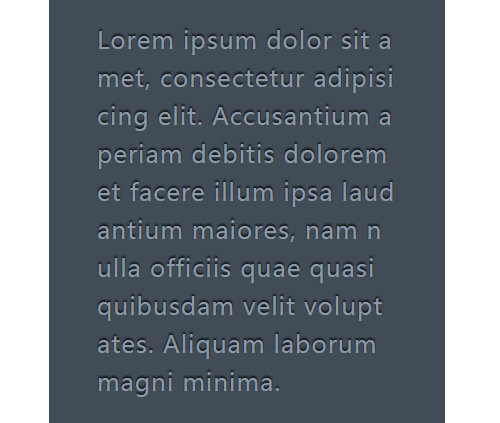 Lorem ipsum dolor sit a
met, consectetur adipisi
cing elit. Accusantium a
periam debitis dolorem
et facere illum ipsa laud
antium maiores, nam n
ulla officiis quae quasi
quibusdam velit volupt
ates. Aliquam laborum
magni minima.